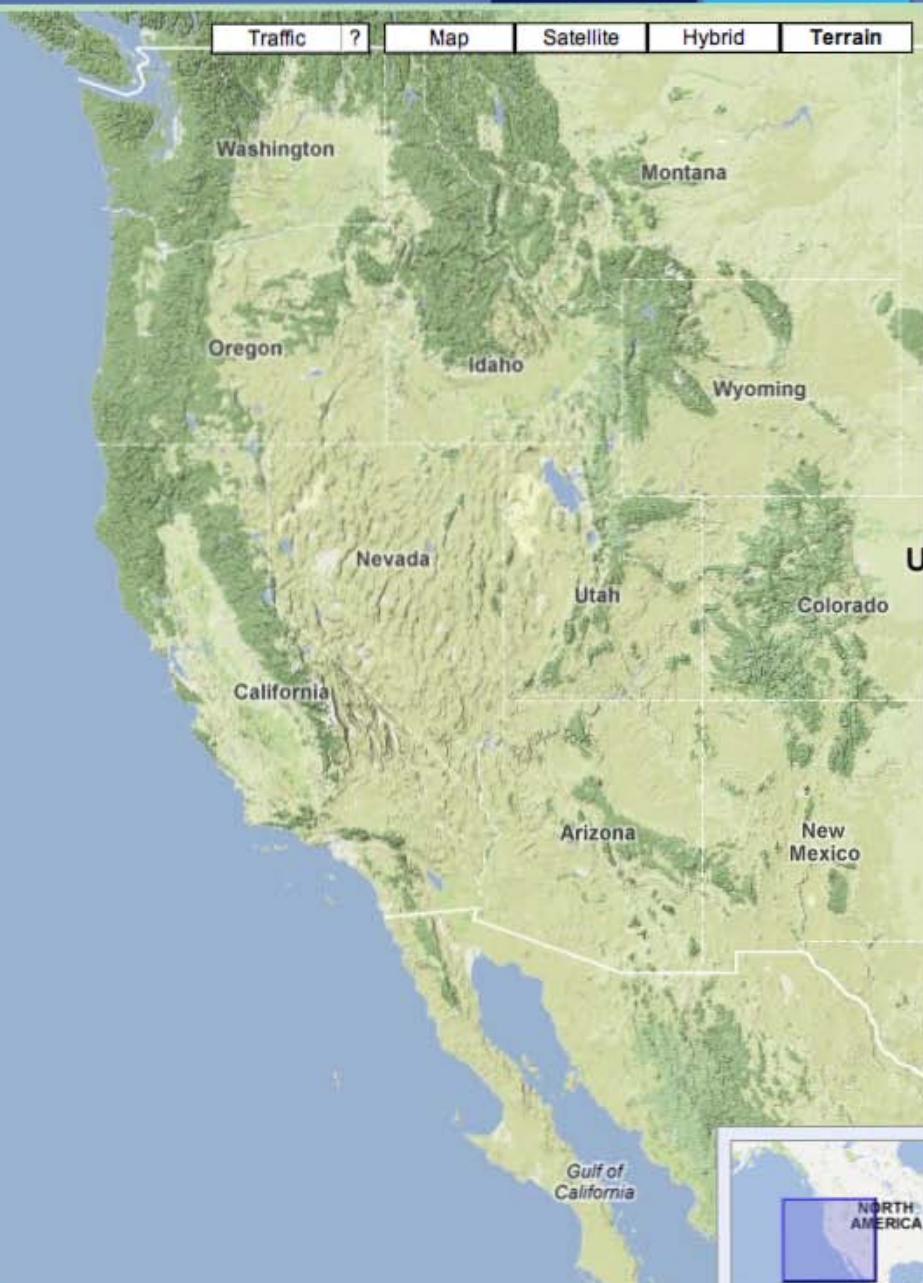 Traffic ? Map Satellite Hybrid Terrain
Washington
Montana
Oregon
Idaho
Wyoming
Nevada
U
Utah
Colorado
California
Arizona
New
Mexico
Gulf of
California
NORTH
AMERICA